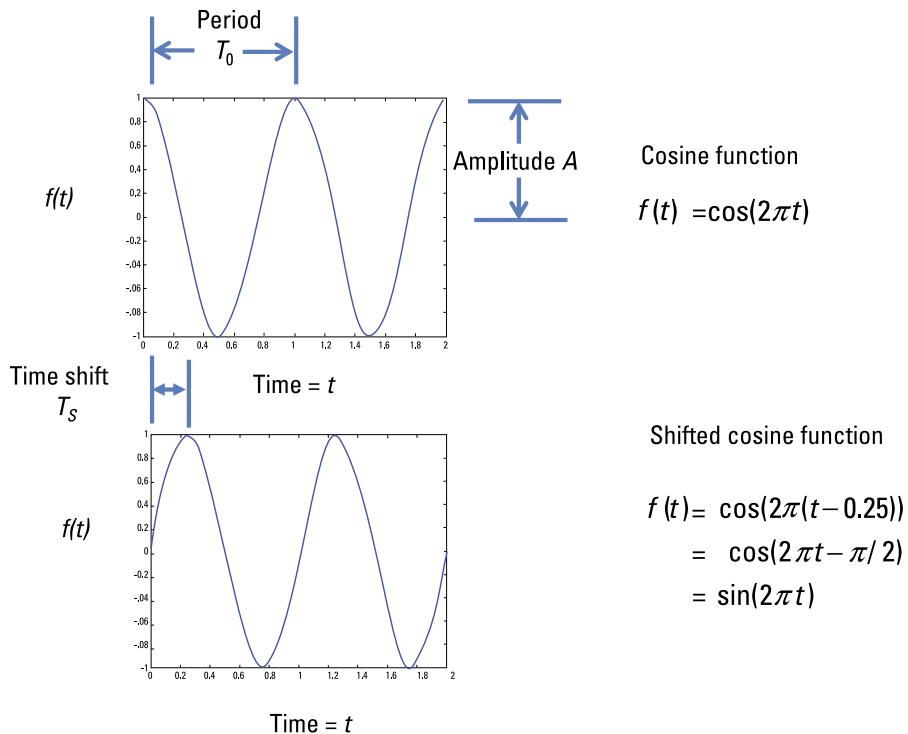 Period
T₀
1
0.8
0.6
0.4
0.2
0
-0.2
-0.4
-.06
-.08
-1
0 0.2 0.4 0.6 0.8 1 1.2 1.4 1.6 1.8 2
f(t)
Amplitude A
Cosine function
f(t) =cos(2πt)
Time = t
Time shift
Tₛ
1
0.8
0.6
0.4
0.2
0
-0.2
-0.4
-.06
-.08
-1
0 0.2 0.4 0.6 0.8 1 1.2 1.4 1.6 1.8 2
f(t)
Time = t
Shifted cosine function
f(t)= cos(2π(t−0.25))
= cos(2πt−π/2)
= sin(2πt)